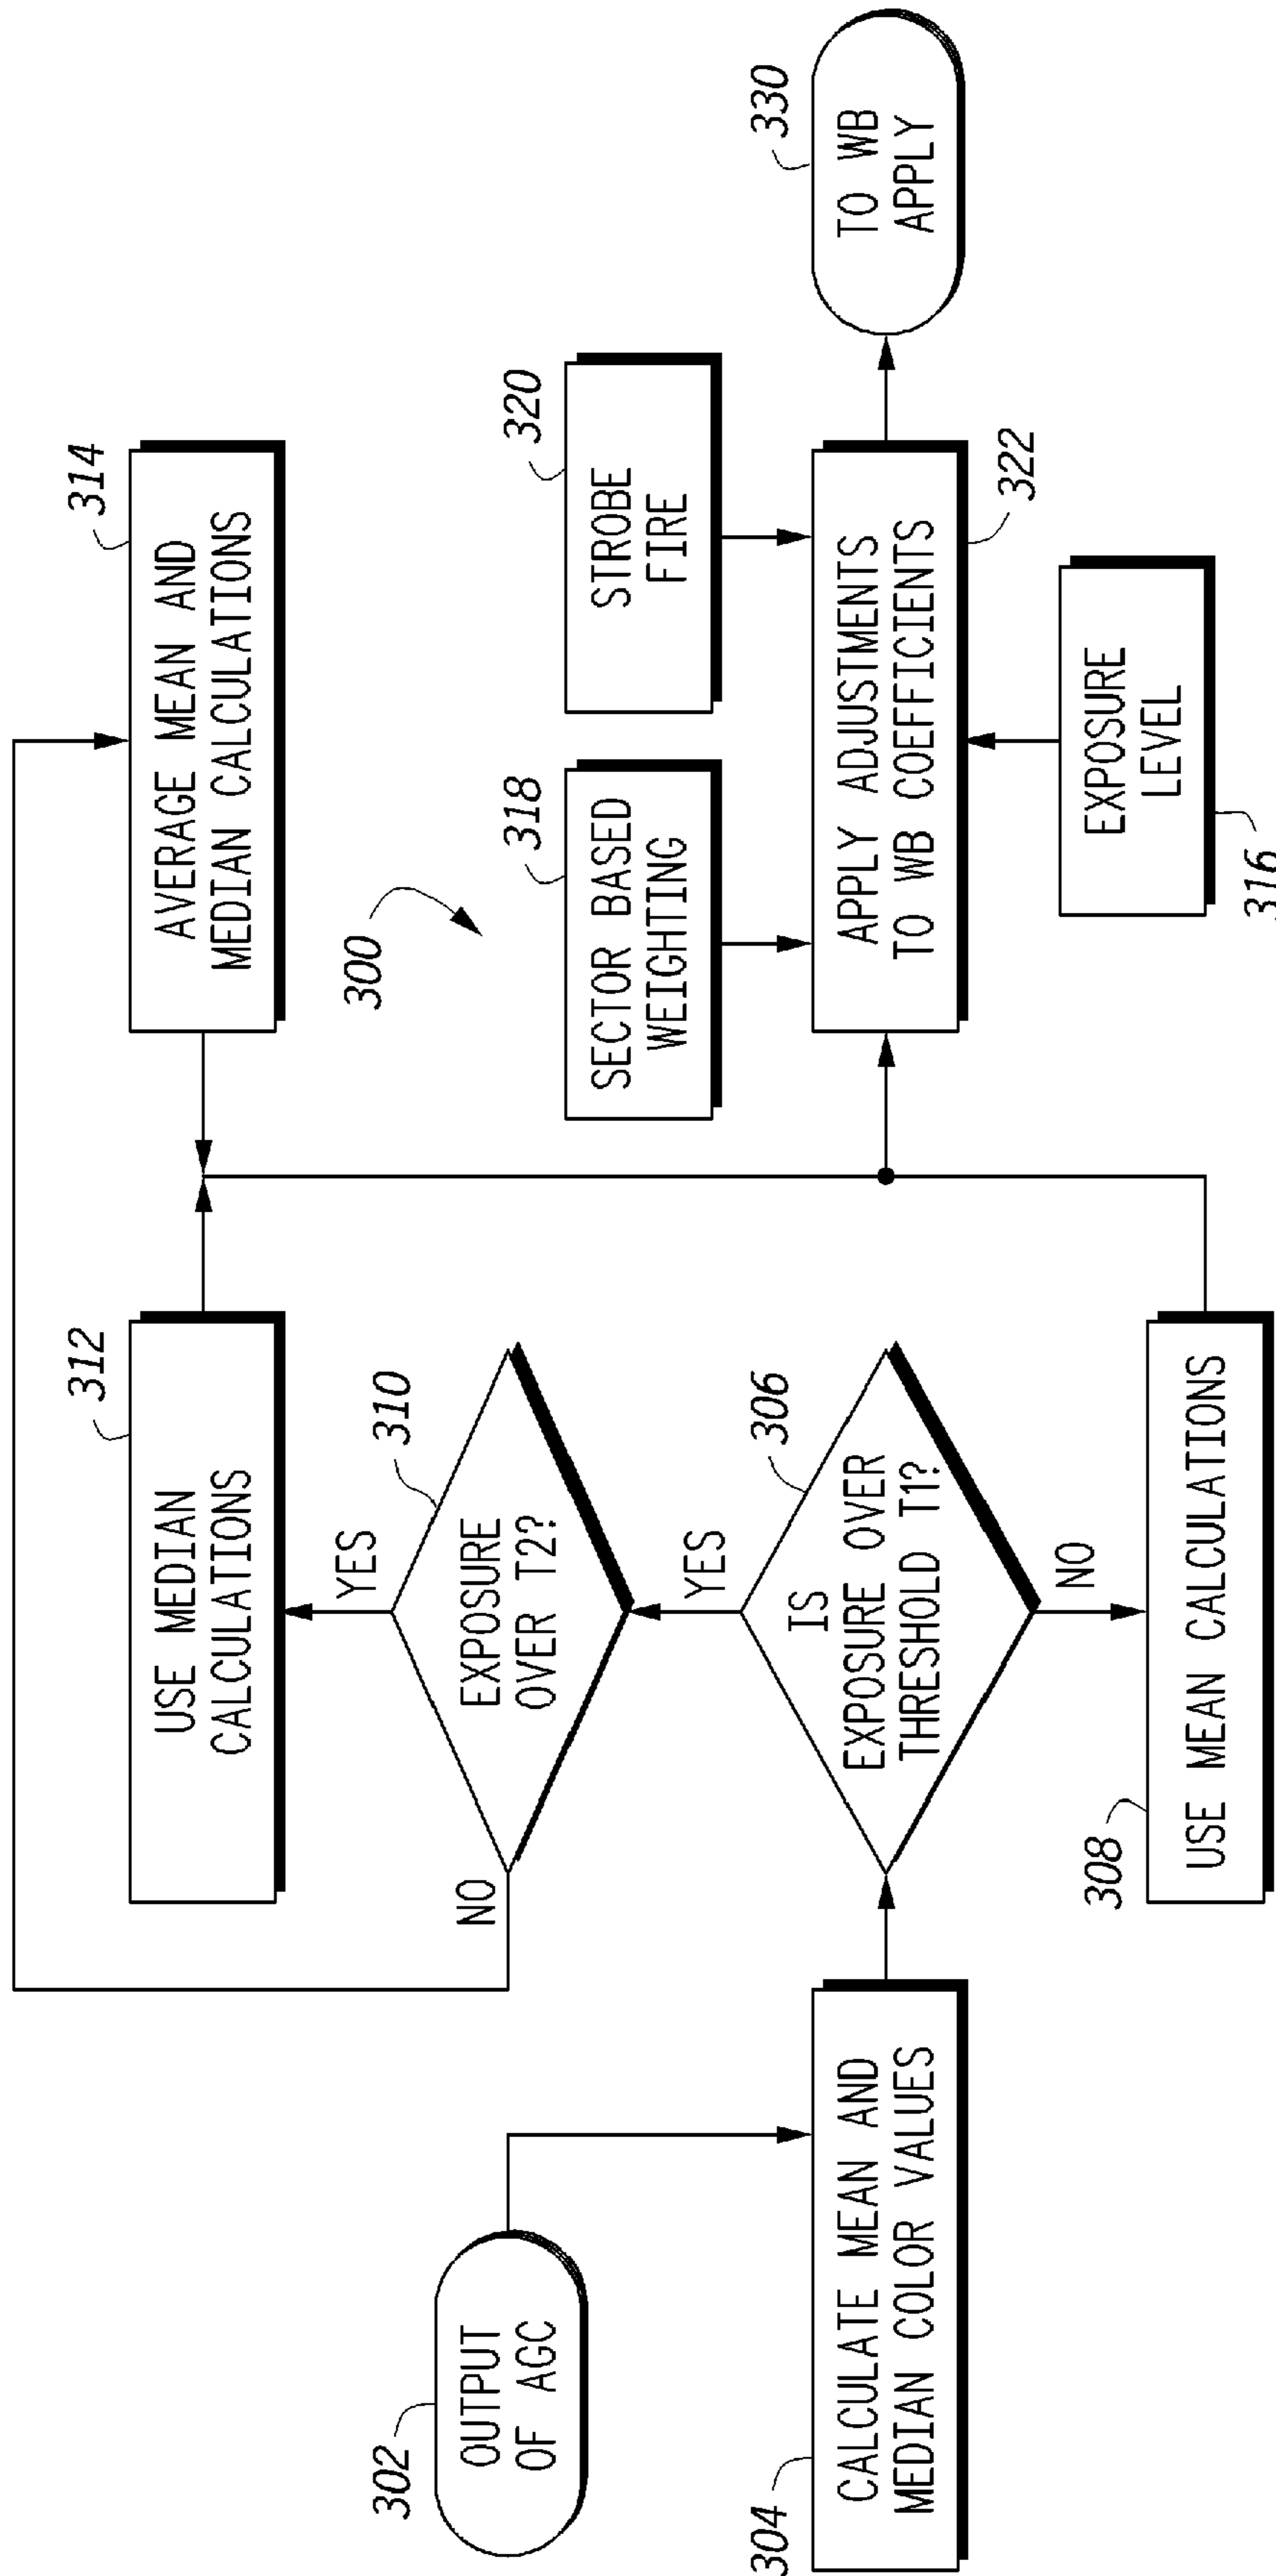 302
OUTPUT
OF AGC
304
CALCULATE MEAN AND
MEDIAN COLOR VALUES
306
IS
EXPOSURE OVER
THRESHOLD T1?
NO
308
USE MEAN CALCULATIONS
YES
310
EXPOSURE
OVER T2?
YES
312
USE MEDIAN
CALCULATIONS
NO
314
AVERAGE MEAN AND
MEDIAN CALCULATIONS
300
318
SECTOR BASED
WEIGHTING
320
STROBE
FIRE
APPLY ADJUSTMENTS
TO WB COEFFICIENTS
322
EXPOSURE
LEVEL
316
330
TO WB
APPLY